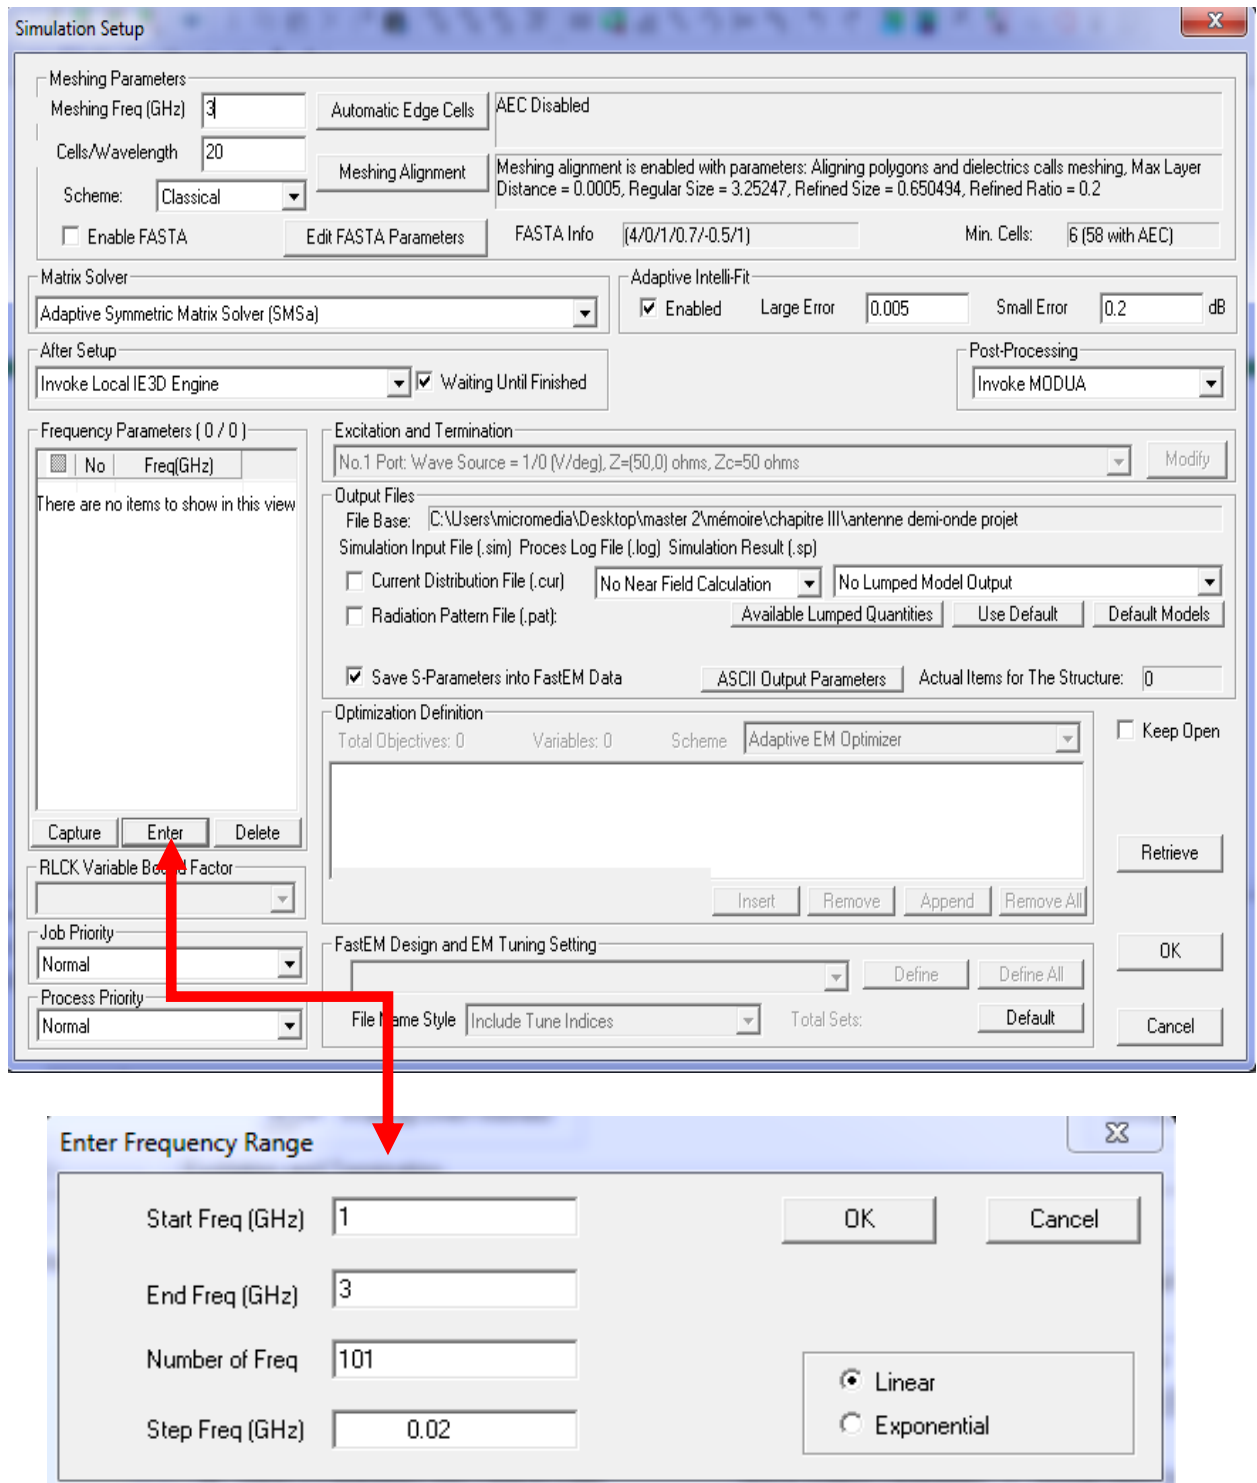 Simulation Setup
Meshing Parameters
Meshing Freq (GHz) 3 Automatic Edge Cells AEC Disabled
Cells/Wavelength 20
Meshing Alignment Meshing alignment is enabled with parameters: Aligning polygons and dielectrics calls meshing, Max Layer
Distance = 0.0005, Regular Size = 3.25247, Refined Size = 0.650494, Refined Ratio = 0.2
Scheme: Classical
Enable FASTA Edit FASTA Parameters FASTA Info (4/0/1/0.7/-0.5/1) Min. Cells: 6 (58 with AEC)
Matrix Solver
Adaptive Symmetric Matrix Solver (SMSa)
Adaptive Intelli-Fit
Enabled Large Error 0.005 Small Error 0.2 dB
After Setup
Invoke Local IE3D Engine Waiting Until Finished
Post-Processing
Invoke MODUA
Frequency Parameters ( 0 / 0 )
No Freq(GHz)
There are no items to show in this view
Capture Enter Delete
Excitation and Termination
No.1 Port: Wave Source = 1/0 (V/deg), Z=(50,0) ohms, Zc=50 ohms Modify
Output Files
File Base: C:\Users\micromedia\Desktop\master 2\mémoire\chapitre III\antenne demi-onde projet
Simulation Input File (.sim) Proces Log File (.log) Simulation Result (.sp)
Current Distribution File (.cur) No Near Field Calculation No Lumped Model Output
Radiation Pattern File (.pat): Available Lumped Quantities Use Default Default Models
Save S-Parameters into FastEM Data ASCII Output Parameters Actual Items for The Structure: 0
Optimization Definition
Total Objectives: 0 Variables: 0 Scheme Adaptive EM Optimizer
Insert Remove Append Remove All
Keep Open
Retrieve
RLCK Variable Bound Factor
Job Priority
Normal
Process Priority
Normal
FastEM Design and EM Tuning Setting
Define Define All
File Name Style Include Tune Indices Total Sets: Default
OK
Cancel
Enter Frequency Range
Start Freq (GHz) 1 OK Cancel
End Freq (GHz) 3
Number of Freq 101
Linear
Step Freq (GHz) 0.02
Exponential